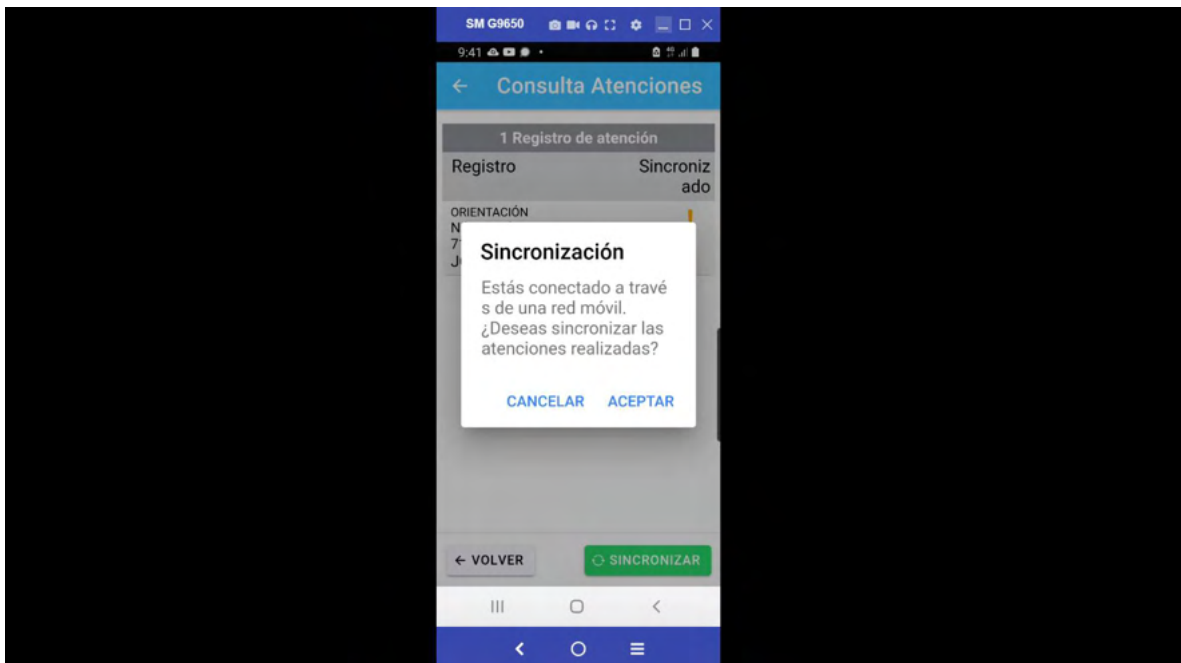 SM G9650
9:41
Consulta Atenciones
1 Registro de atención
Registro
Sincroniz
ado
ORIENTACIÓN
Sincronización
Estás conectado a travé
s de una red móvil.
¿Deseas sincronizar las
atenciones realizadas?
CANCELAR ACEPTAR
VOLVER
SINCRONIZAR